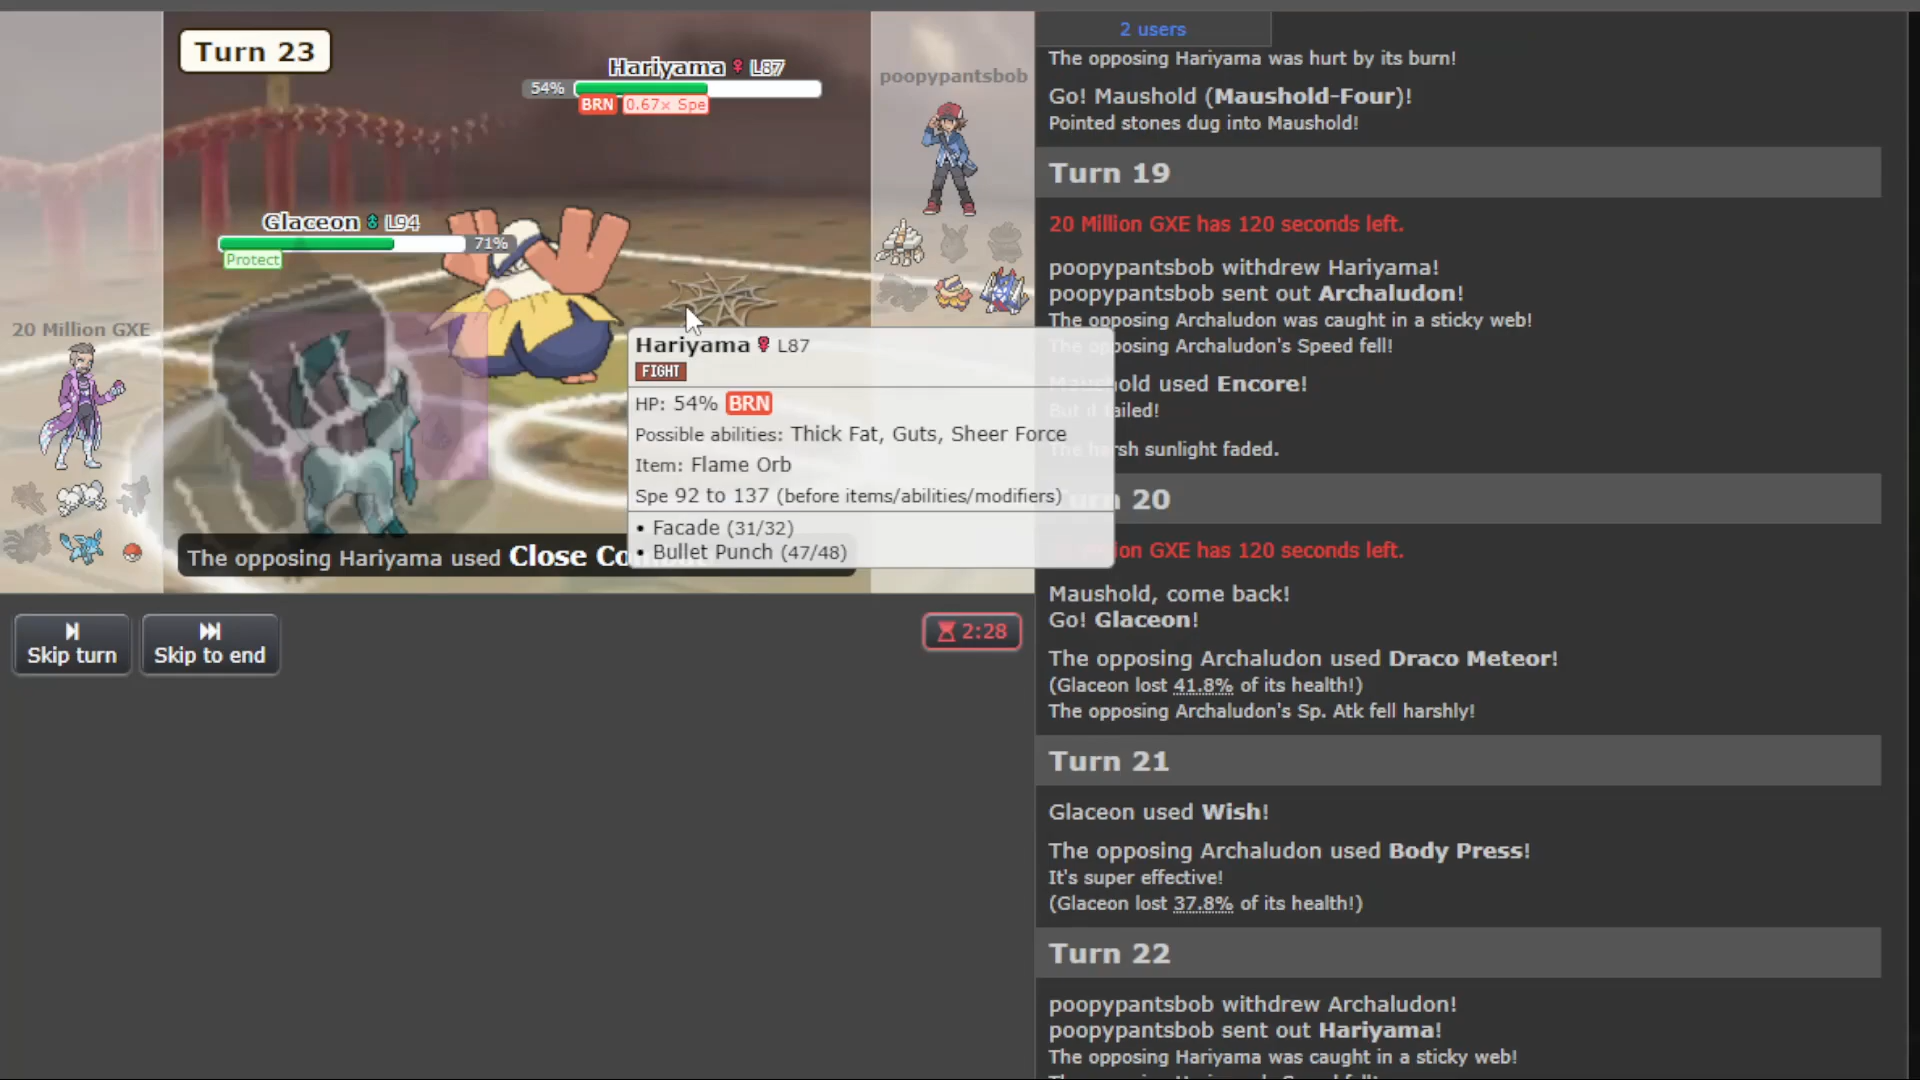 Turn 23
Hariyama ♀ L87
54%
BRN 0.67× Spe
Glaceon ♂ L94
71%
Protect
20 Million GXE
poopypantsbob
The opposing Hariyama used Close Co
Hariyama ♀ L87
FIGHT
HP: 54% BRN
Possible abilities: Thick Fat, Guts, Sheer Force
Item: Flame Orb
Spe 92 to 137 (before items/abilities/modifiers)
• Facade (31/32)
• Bullet Punch (47/48)
Skip turn
Skip to end
2:28
2 users
The opposing Hariyama was hurt by its burn!
Go! Maushold (Maushold-Four)!
Pointed stones dug into Maushold!
Turn 19
20 Million GXE has 120 seconds left.
poopypantsbob withdrew Hariyama!
poopypantsbob sent out Archaludon!
The opposing Archaludon was caught in a sticky web!
The opposing Archaludon's Speed fell!
Maushold used Encore!
But it failed!
The harsh sunlight faded.
Turn 20
lion GXE has 120 seconds left.
Maushold, come back!
Go! Glaceon!
The opposing Archaludon used Draco Meteor!
(Glaceon lost 41.8% of its health!)
The opposing Archaludon's Sp. Atk fell harshly!
Turn 21
Glaceon used Wish!
The opposing Archaludon used Body Press!
It's super effective!
(Glaceon lost 37.8% of its health!)
Turn 22
poopypantsbob withdrew Archaludon!
poopypantsbob sent out Hariyama!
The opposing Hariyama was caught in a sticky web!